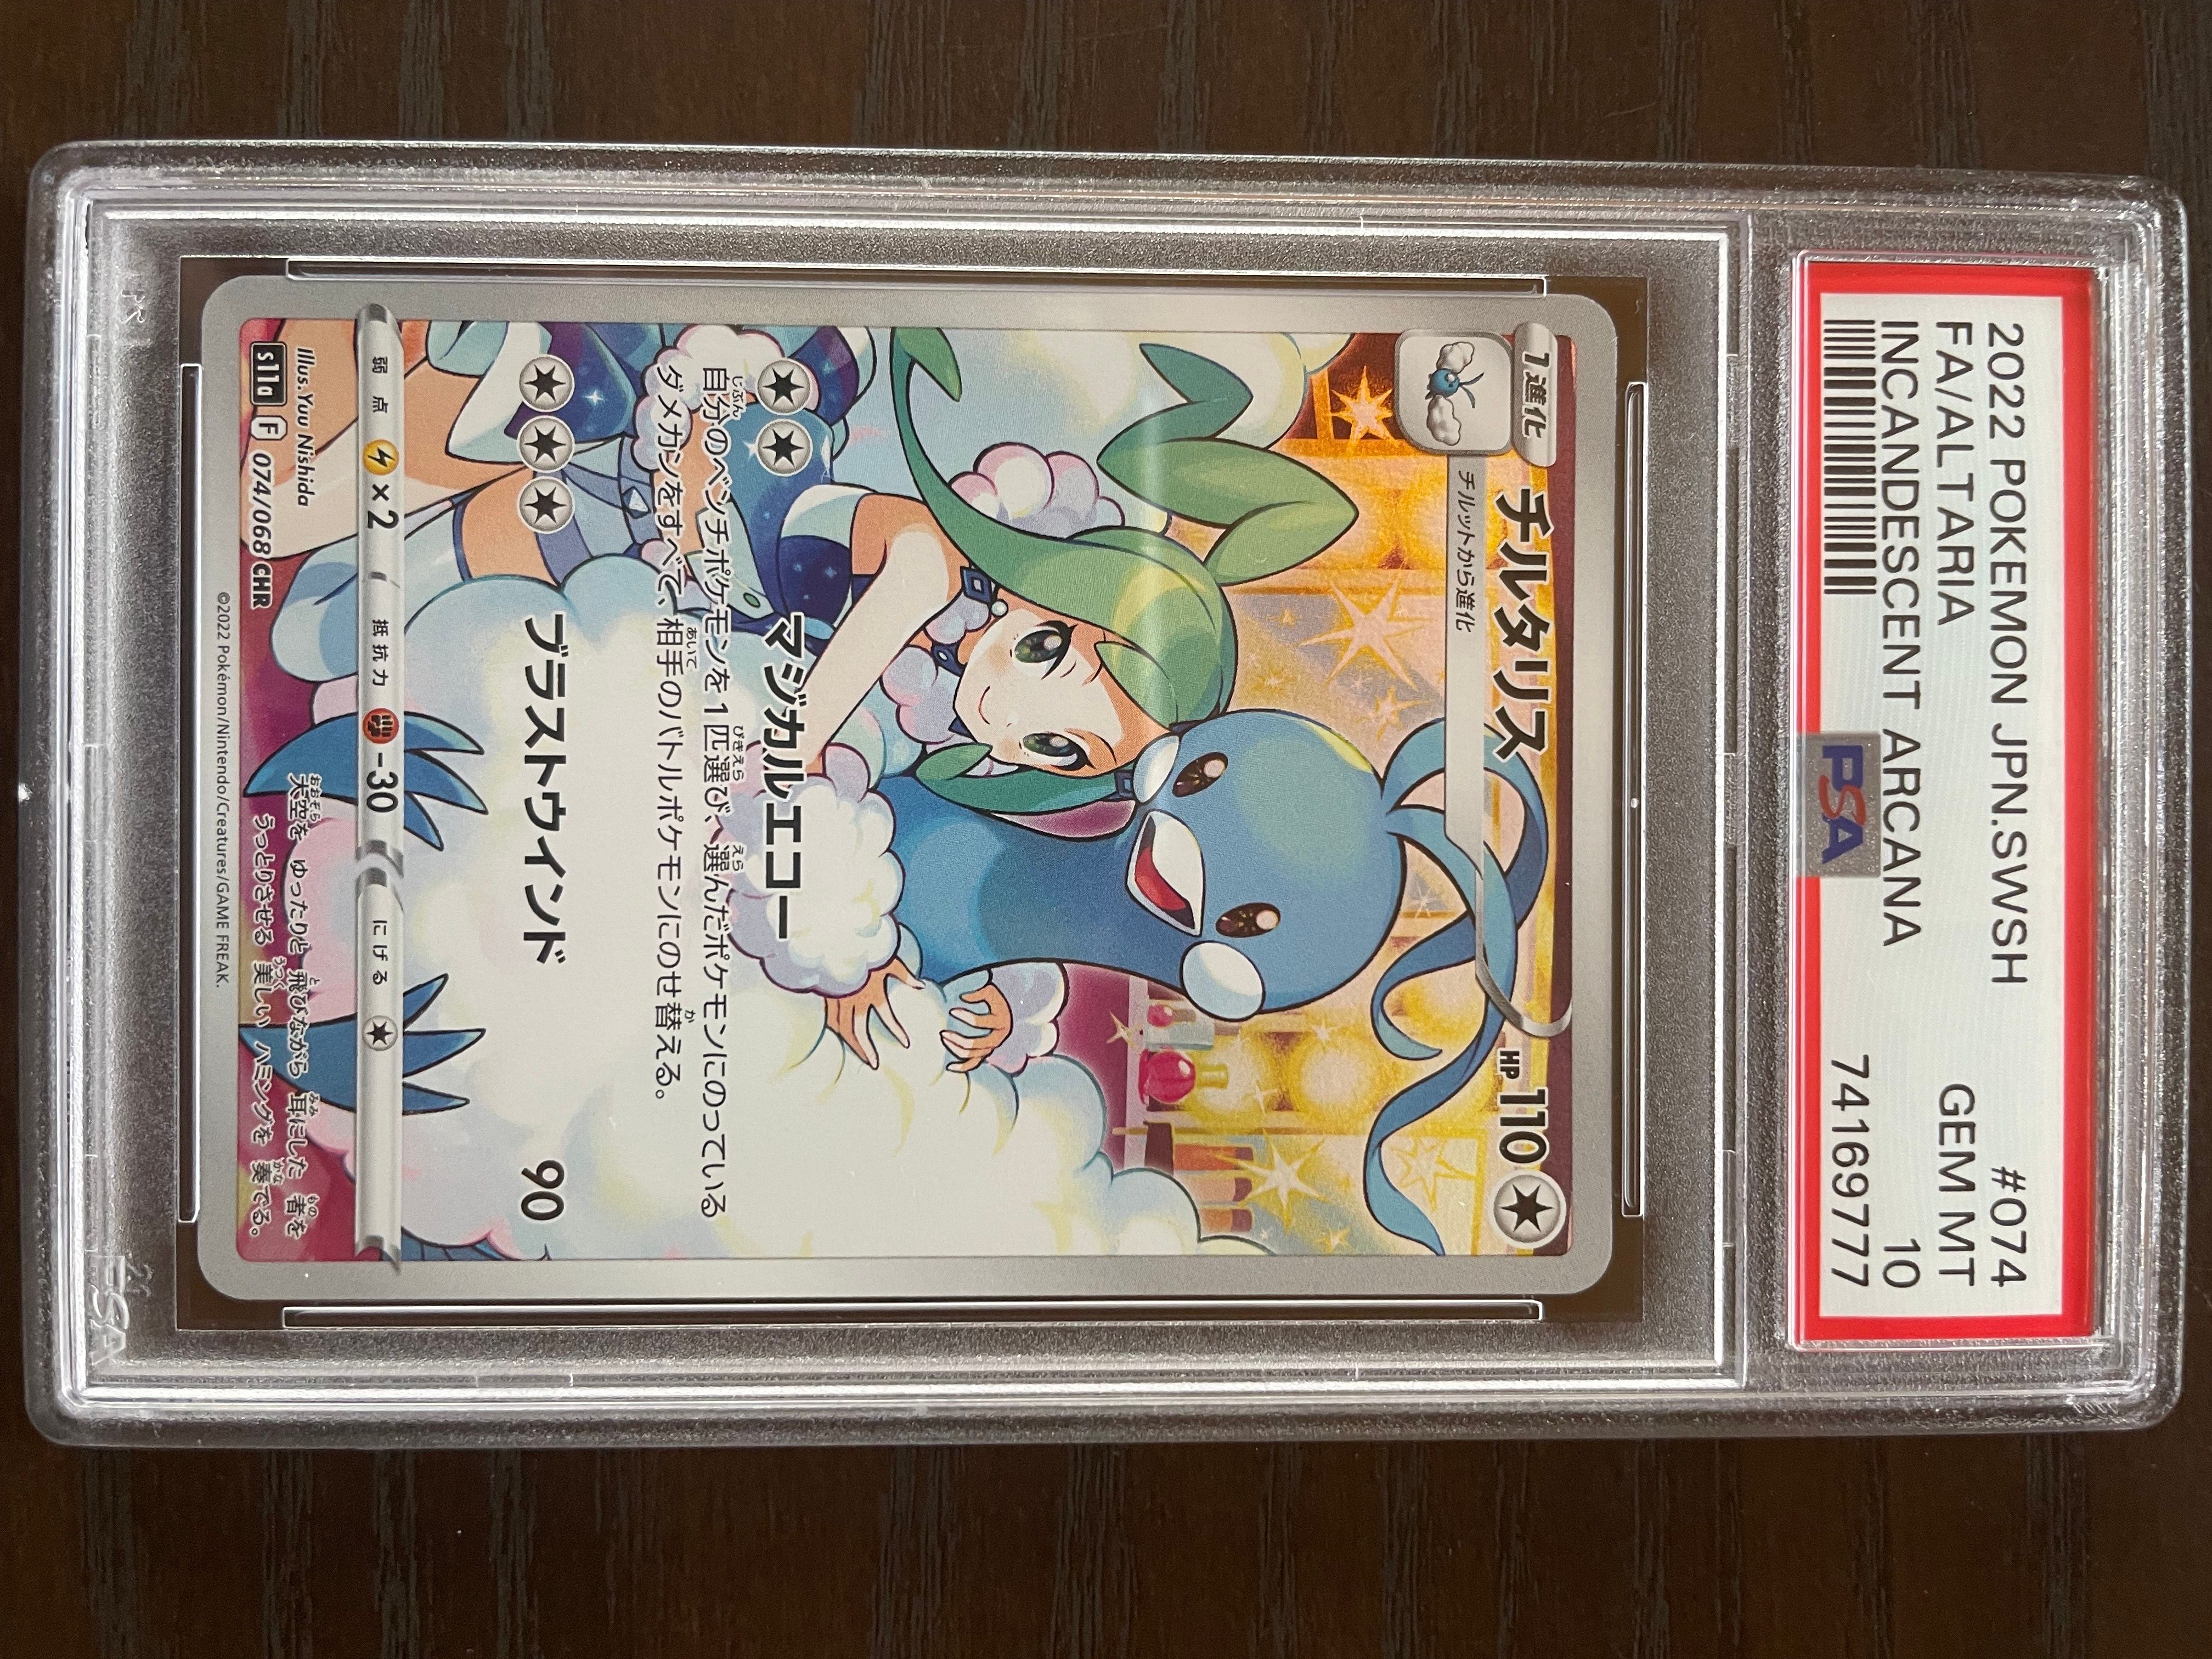 2022 POKEMON JPN.SWSH #074
FA/ALTARIA GEM MT
INCANDESCENT ARCANA 10
PSA 74169777
1進化 チルタリス HP 110
チルットから進化
マジカルエコー
自分のベンチポケモンを1匹選び、選んだポケモンにのっている
ダメカンをすべて、相手のバトルポケモンにのせ替える。
ブラストウインド 90
弱点 ×2 抵抗力 -30 にげる
Illus.Yuu Nishida
大空を ゆったりと 飛びながら 耳にした 者を
うっとりさせる 美しい ハミングを 奏でる。
s11a F 074/068 CHR
©2022 Pokémon/Nintendo/Creatures/GAME FREAK.